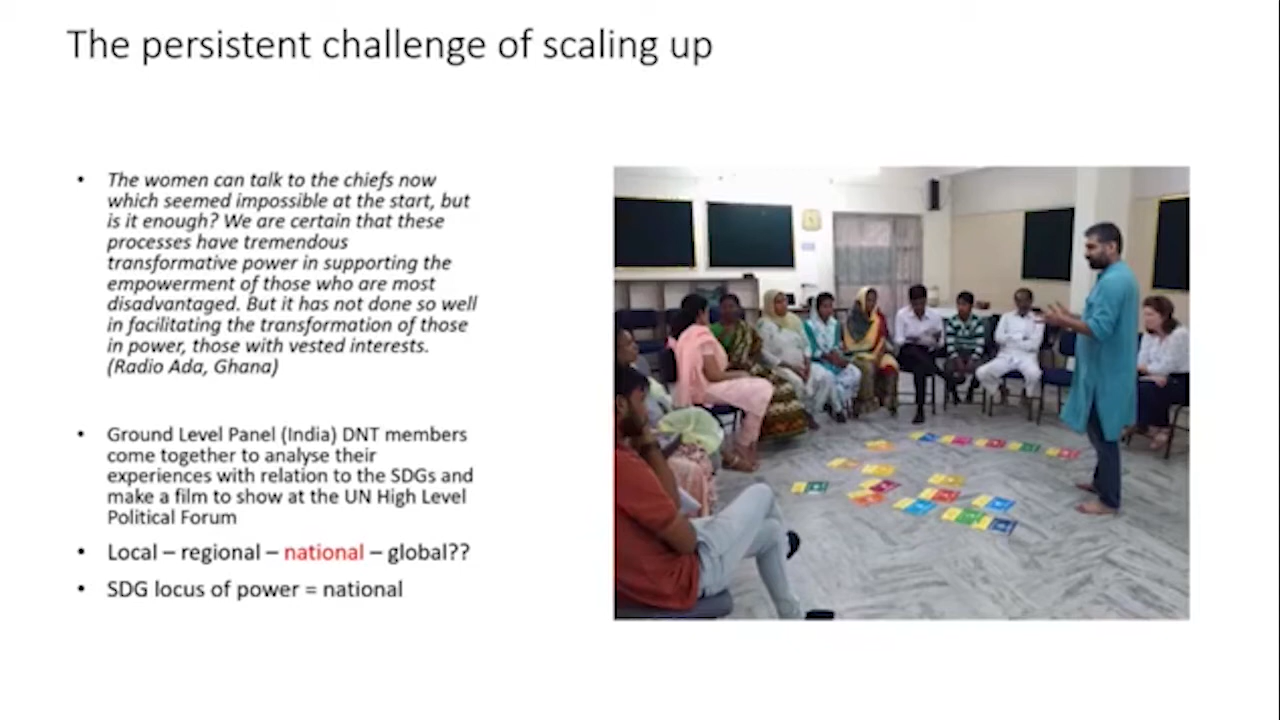 The persistent challenge of scaling up
• The women can talk to the chiefs now
which seemed impossible at the start, but
is it enough? We are certain that these
processes have tremendous
transformative power in supporting the
empowerment of those who are most
disadvantaged. But it has not done so well
in facilitating the transformation of those
in power, those with vested interests.
(Radio Ada, Ghana)
• Ground Level Panel (India) DNT members
come together to analyse their
experiences with relation to the SDGs and
make a film to show at the UN High Level
Political Forum
• Local – regional – national – global??
• SDG locus of power = national